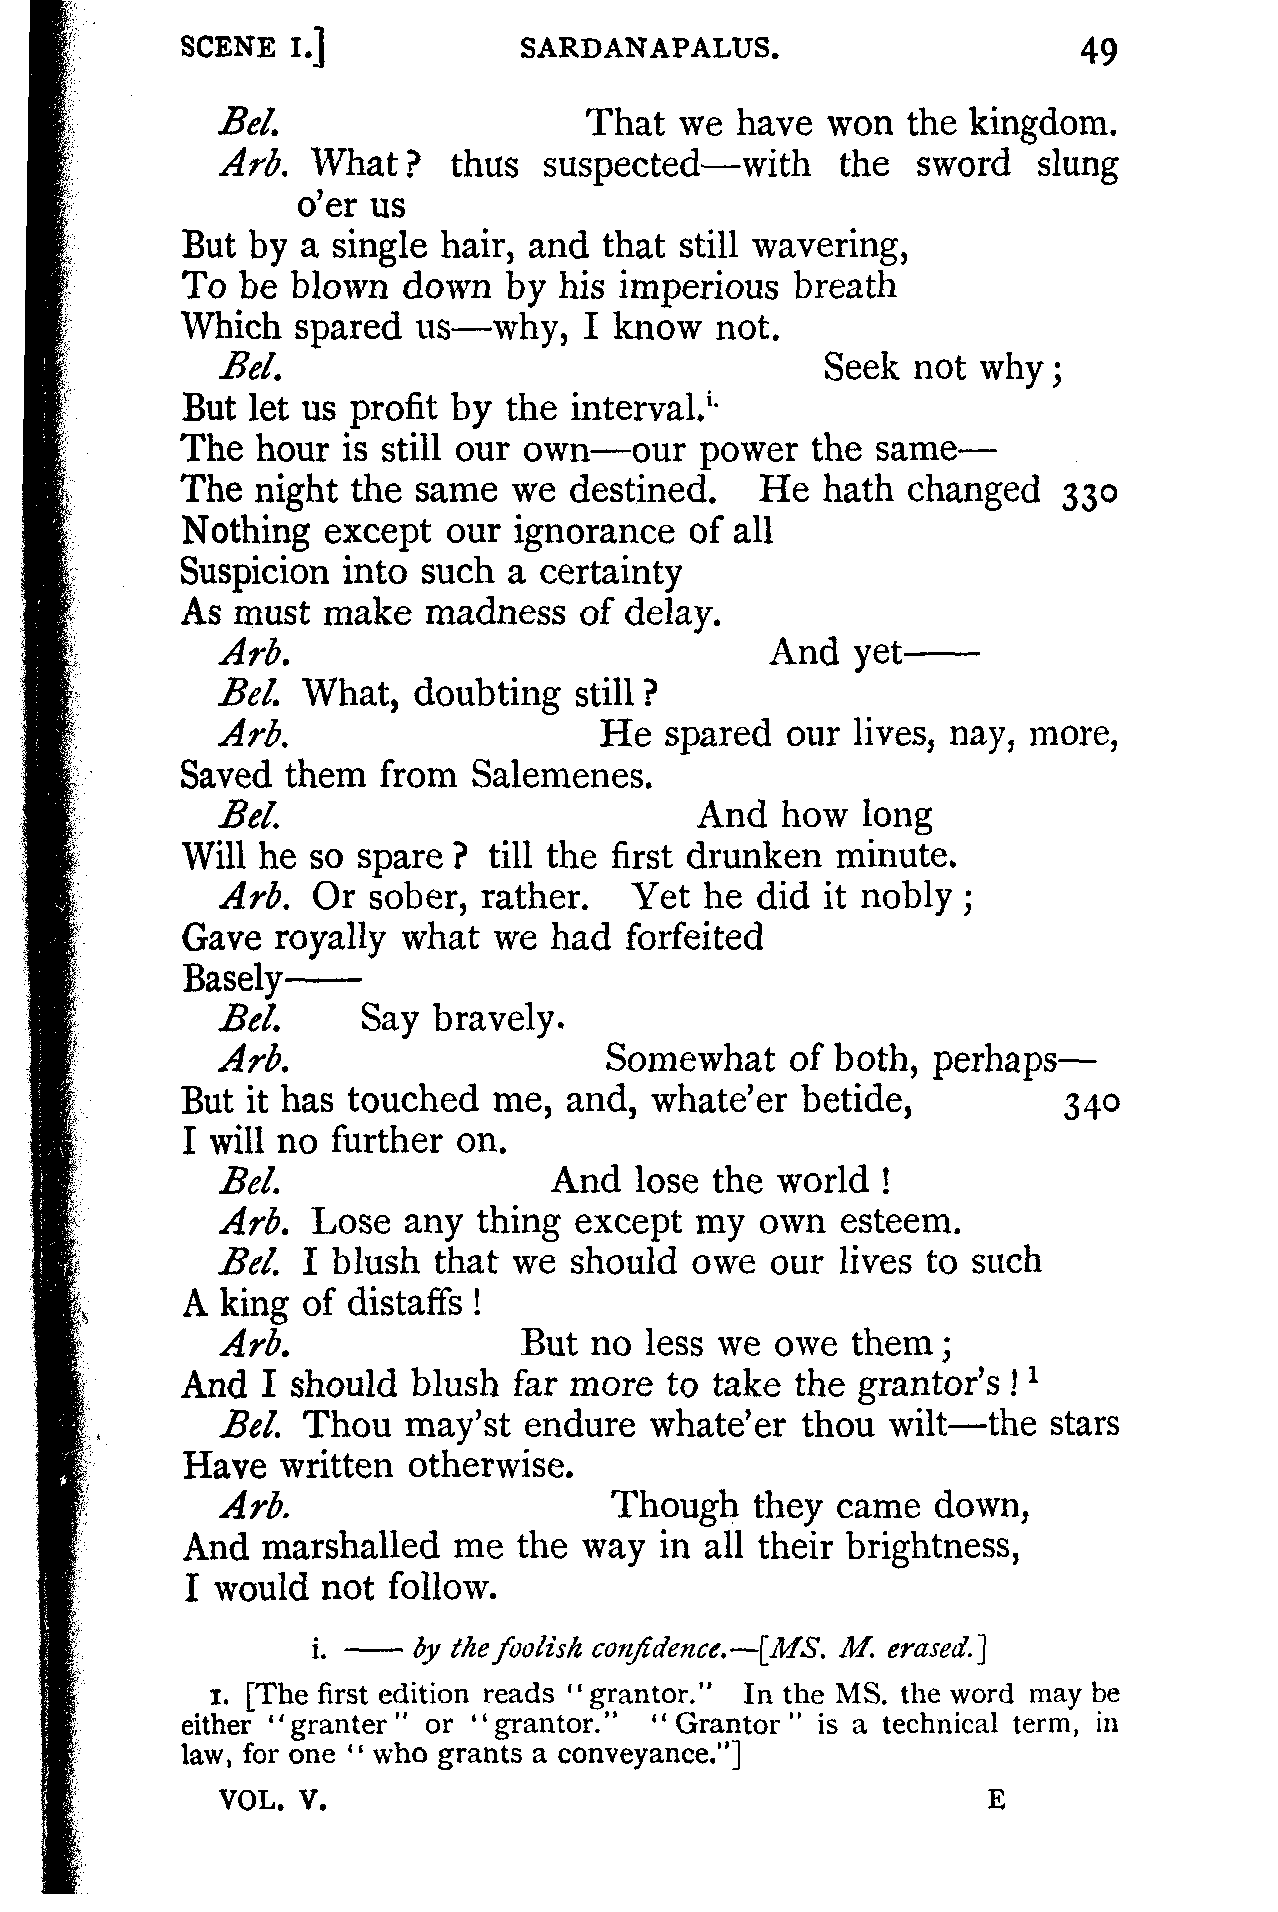 SCENE I.] SARDANAPALUS. 49
Bel. That we have won the kingdom.
Arb. What? thus suspected—with the sword slung
o'er us
But by a single hair, and that still wavering,
To be blown down by his imperious breath
Which spared us—why, I know not.
Bel. Seek not why;
But let us profit by the interval.i.
The hour is still our own—our power the same—
The night the same we destined. He hath changed 330
Nothing except our ignorance of all
Suspicion into such a certainty
As must make madness of delay.
Arb. And yet——
Bel. What, doubting still?
Arb. He spared our lives, nay, more,
Saved them from Salemenes.
Bel. And how long
Will he so spare? till the first drunken minute.
Arb. Or sober, rather. Yet he did it nobly;
Gave royally what we had forfeited
Basely——
Bel. Say bravely.
Arb. Somewhat of both, perhaps—
But it has touched me, and, whate'er betide, 340
I will no further on.
Bel. And lose the world!
Arb. Lose any thing except my own esteem.
Bel. I blush that we should owe our lives to such
A king of distaffs!
Arb. But no less we owe them;
And I should blush far more to take the grantor's!1
Bel. Thou may'st endure whate'er thou wilt—the stars
Have written otherwise.
Arb. Though they came down,
And marshalled me the way in all their brightness,
I would not follow.
i. —— by the foolish confidence.—[MS. M. erased.]
1. [The first edition reads "grantor." In the MS. the word may be
either "granter" or "grantor." "Grantor" is a technical term, in
law, for one "who grants a conveyance."]
VOL. V. E